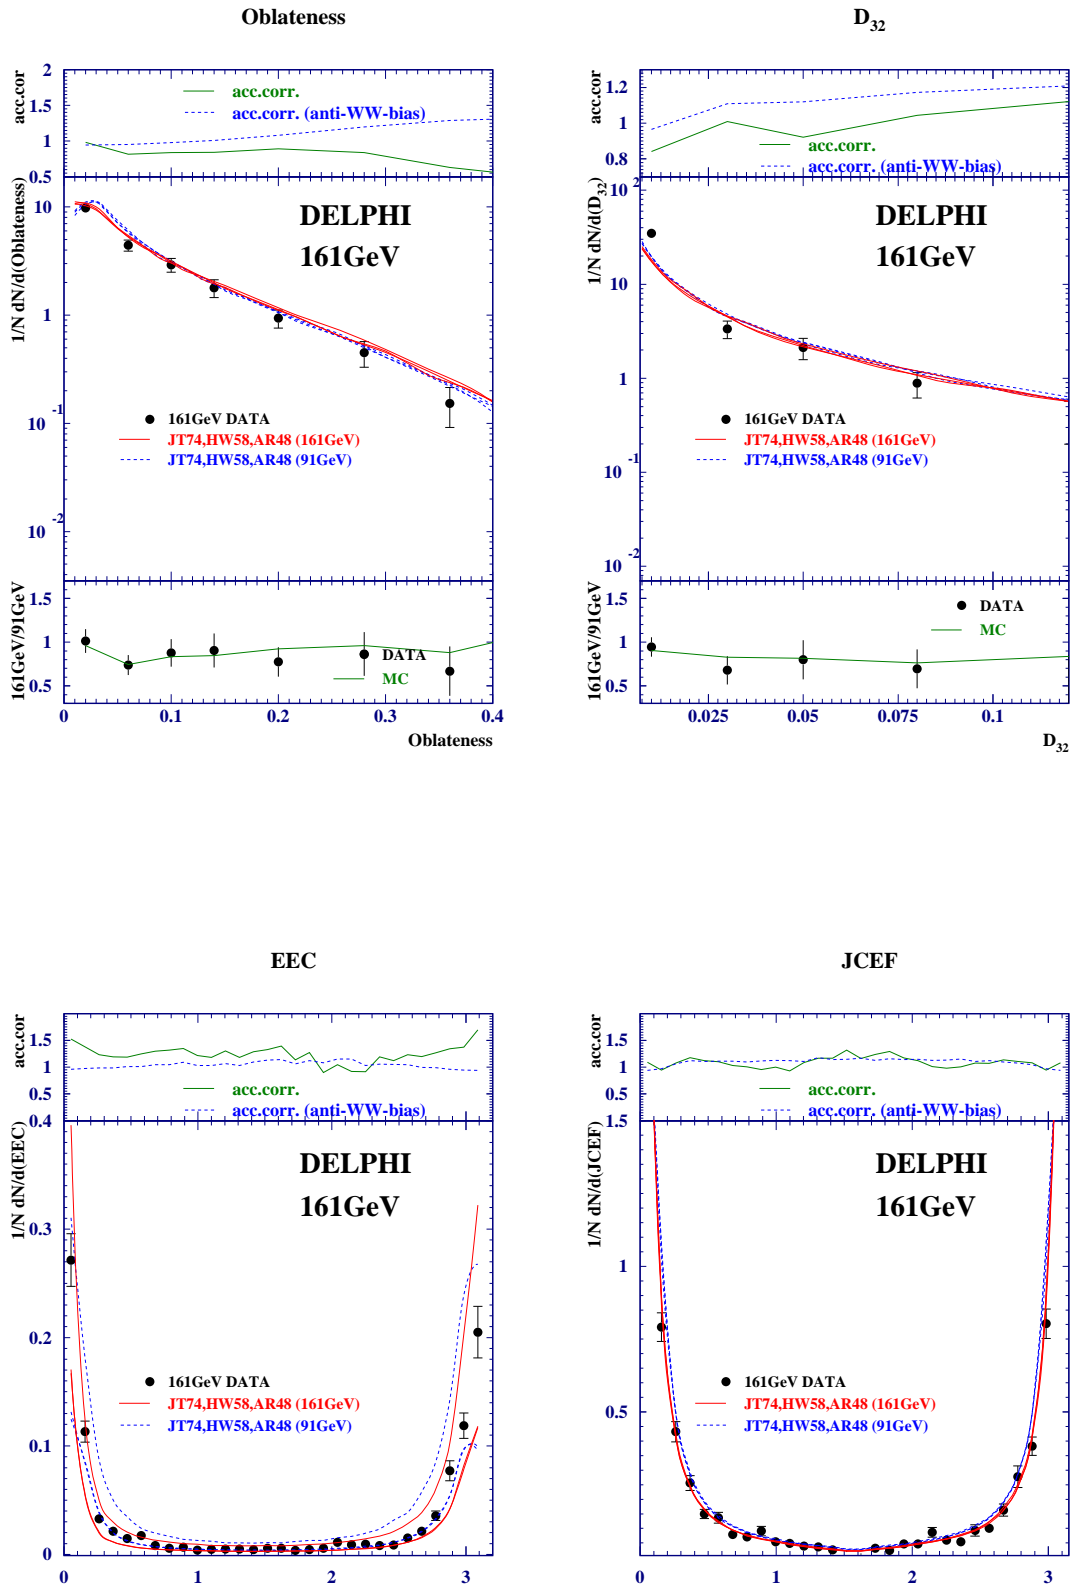 Oblateness
acc.cor
2
1.5
1
0.5
acc.corr.
acc.corr. (anti-WW-bias)
1/N dN/d(Oblateness)
10
1
10 -1
10 -2
DELPHI
161GeV
161GeV DATA
JT74,HW58,AR48 (161GeV)
JT74,HW58,AR48 (91GeV)
161GeV/91GeV
1.5
1
0.5
DATA
MC
0 0.1 0.2 0.3 0.4
Oblateness
D32
acc.cor
1.2
1
0.8
acc.corr.
acc.corr. (anti-WW-bias)
1/N dN/d(D32)
10 2
10
1
10 -1
10 -2
DELPHI
161GeV
161GeV DATA
JT74,HW58,AR48 (161GeV)
JT74,HW58,AR48 (91GeV)
161GeV/91GeV
1.5
1
0.5
DATA
MC
0.025 0.05 0.075 0.1
D32
EEC
acc.cor
1.5
1
0.5
acc.corr.
acc.corr. (anti-WW-bias)
1/N dN/d(EEC)
0.4
0.3
0.2
0.1
0
DELPHI
161GeV
161GeV DATA
JT74,HW58,AR48 (161GeV)
JT74,HW58,AR48 (91GeV)
0 1 2 3
JCEF
acc.cor
1.5
1
0.5
acc.corr.
acc.corr. (anti-WW-bias)
1/N dN/d(JCEF)
1.5
1
0.5
DELPHI
161GeV
161GeV DATA
JT74,HW58,AR48 (161GeV)
JT74,HW58,AR48 (91GeV)
0 1 2 3